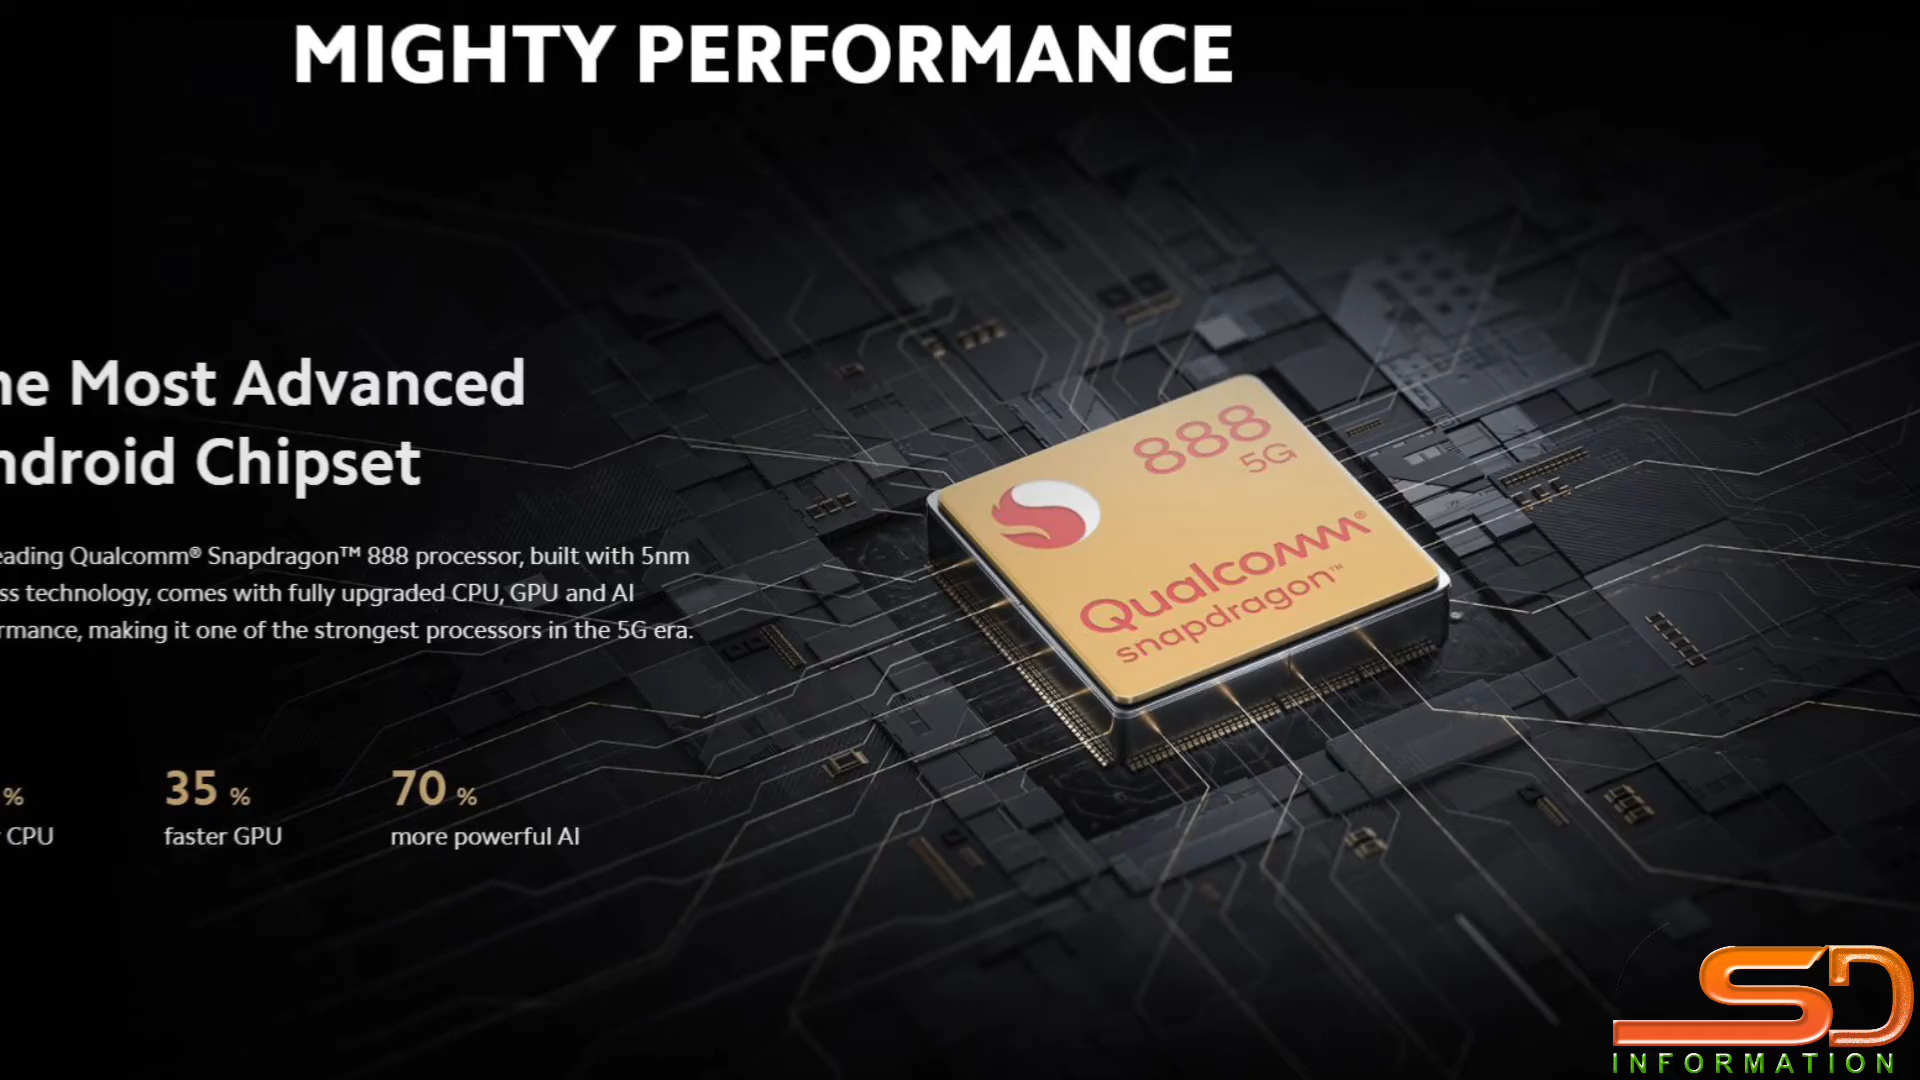 MIGHTY PERFORMANCE
ne Most Advanced
ndroid Chipset
eading Qualcomm® Snapdragon™ 888 processor, built with 5nm
ss technology, comes with fully upgraded CPU, GPU and AI
rmance, making it one of the strongest processors in the 5G era.
% 35 % 70 %
CPU faster GPU more powerful AI
888
5G
Qualcomm®
snapdragon™
SD
INFORMATION